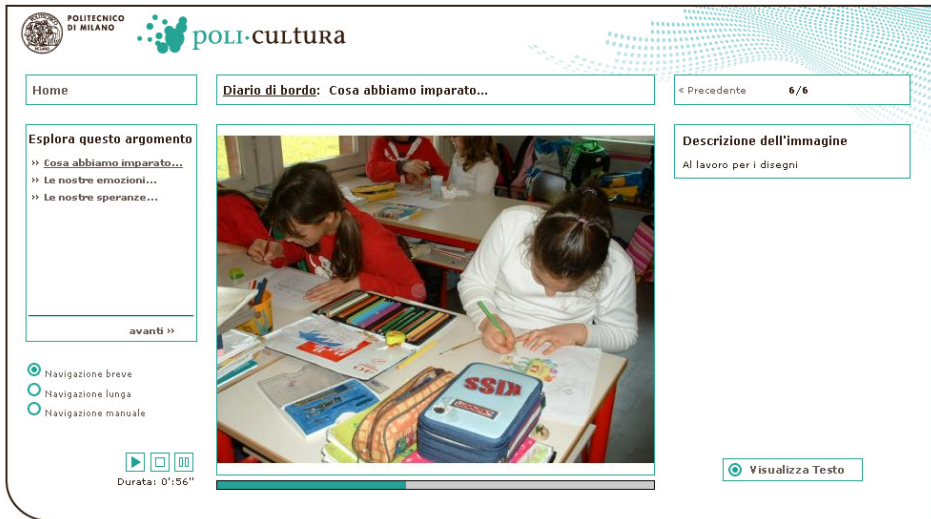 POLITECNICO
DI MILANO
POLI·CULTURA
Home
Diario di bordo: Cosa abbiamo imparato...
« Precedente 6/6
Esplora questo argomento
›› Cosa abbiamo imparato...
›› Le nostre emozioni...
›› Le nostre speranze...
avanti ››
Navigazione breve
Navigazione lunga
Navigazione manuale
Durata: 0':56"
KISS
Descrizione dell'immagine
Al lavoro per i disegni
Visualizza Testo